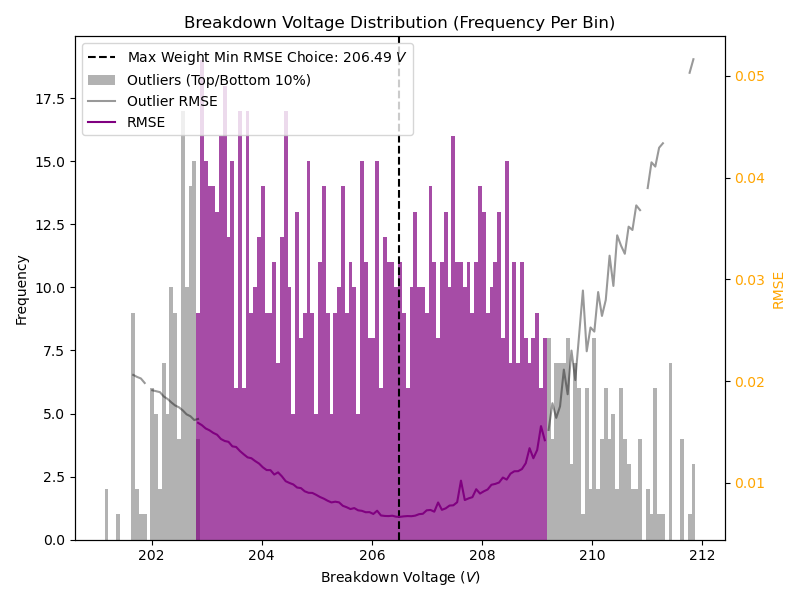 Breakdown Voltage Distribution (Frequency Per Bin)
Max Weight Min RMSE Choice: 206.49 V
Outliers (Top/Bottom 10%)
Outlier RMSE
RMSE
17.5
15.0
12.5
10.0
7.5
5.0
2.5
0.0
Frequency
0.05
0.04
0.03
0.02
0.01
RMSE
202
204
206
208
210
212
Breakdown Voltage (V)